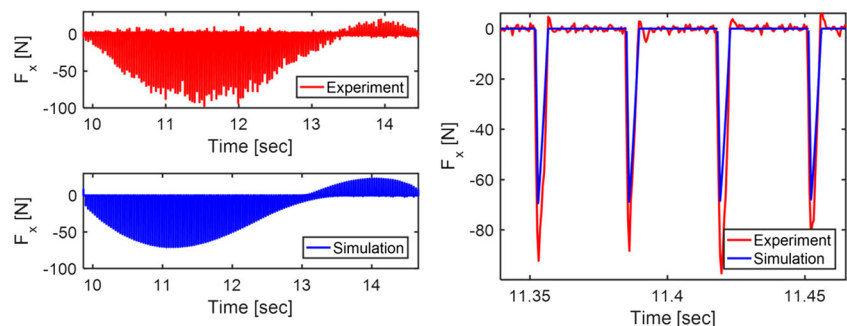 0
-50
-100
F_x [N]
Experiment
10 11 12 13 14
Time [sec]
0
-50
-100
F_x [N]
Simulation
10 11 12 13 14
Time [sec]
0
-20
-40
-60
-80
F_x [N]
Experiment
Simulation
11.35 11.4 11.45
Time [sec]